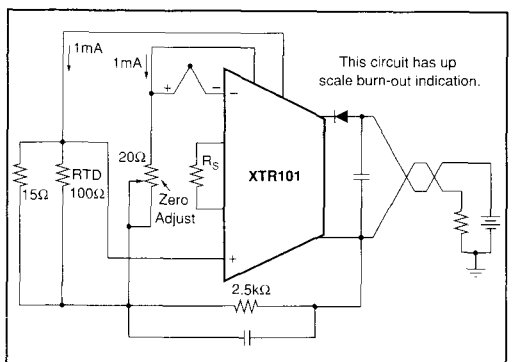 1mA
1mA
This circuit has up
scale burn-out indication.
+
−
−
20Ω
RS
XTR101
15Ω
RTD
100Ω
Zero
Adjust
+
2.5kΩ